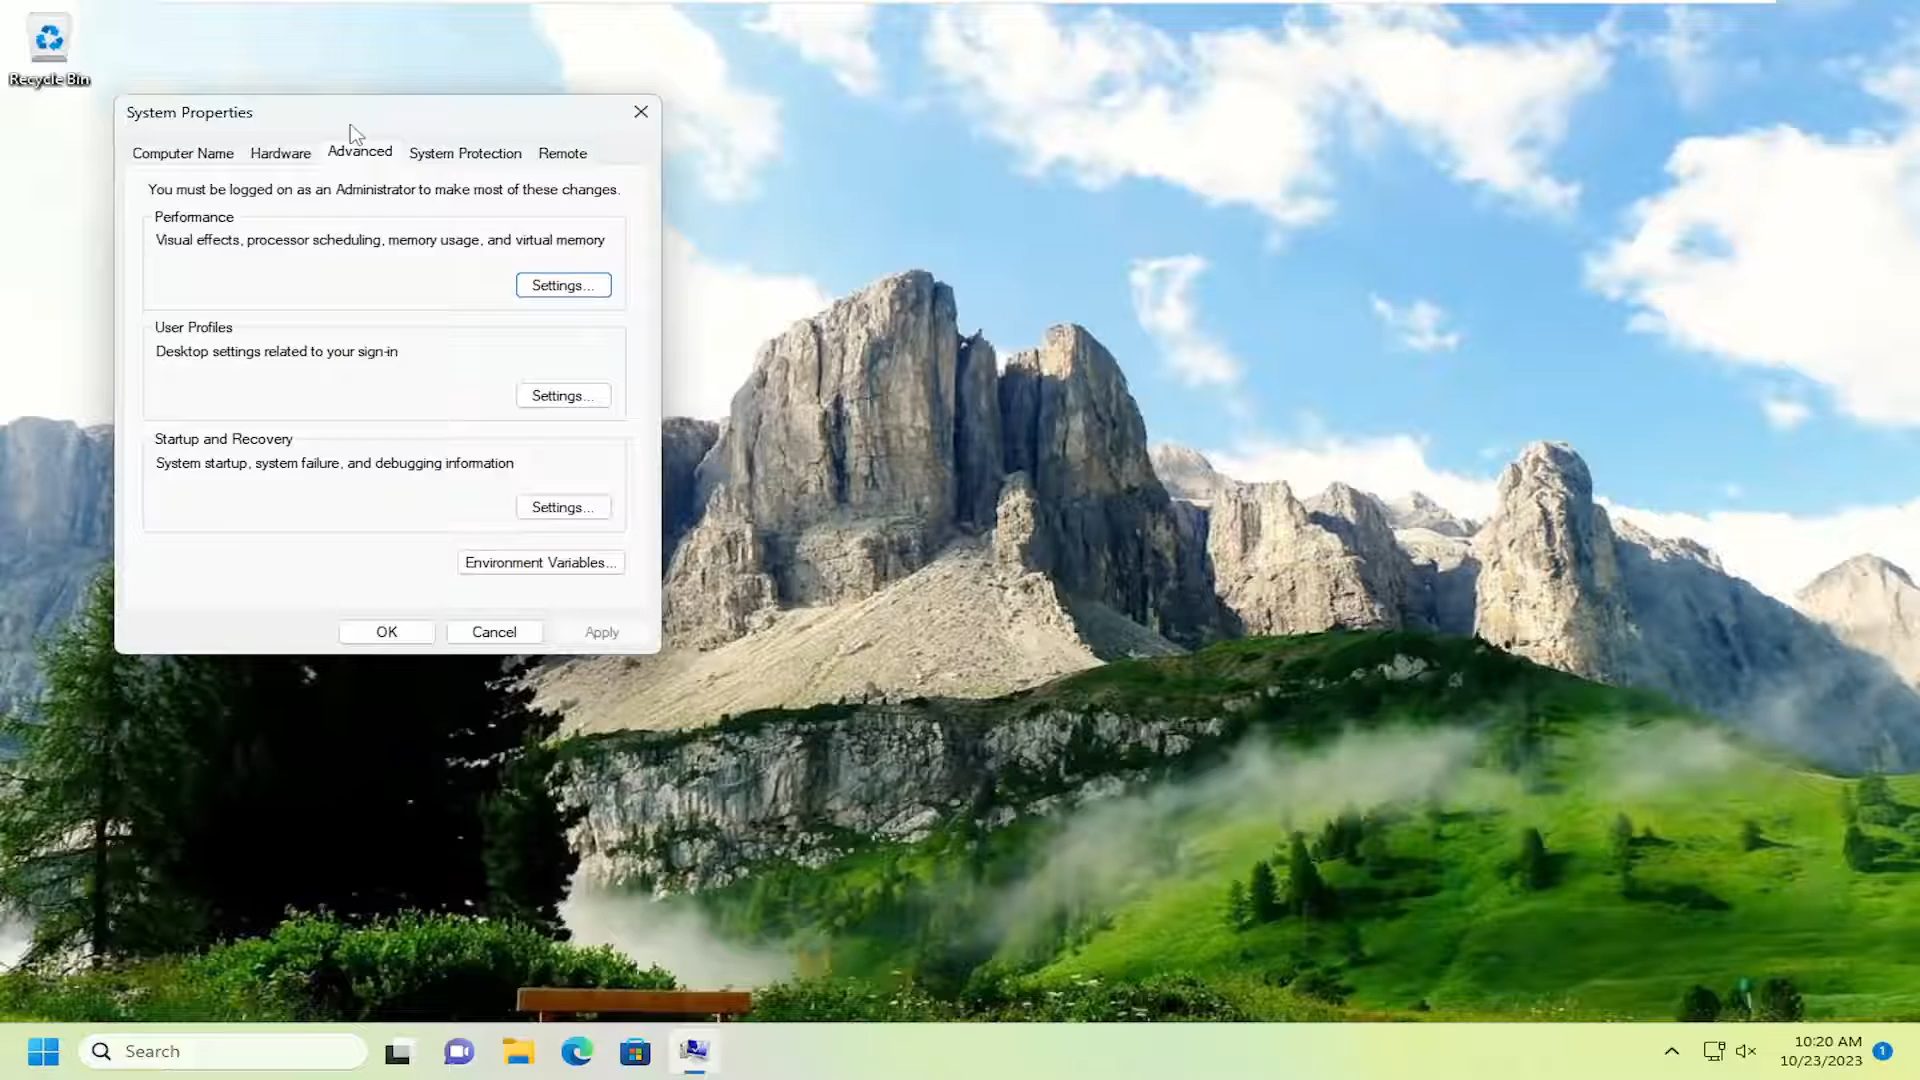 Recycle Bin
System Properties
Computer Name Hardware Advanced System Protection Remote
You must be logged on as an Administrator to make most of these changes.
Performance
Visual effects, processor scheduling, memory usage, and virtual memory
Settings...
User Profiles
Desktop settings related to your sign-in
Settings...
Startup and Recovery
System startup, system failure, and debugging information
Settings...
Environment Variables...
OK Cancel Apply
Search
10:20 AM
10/23/2023
1